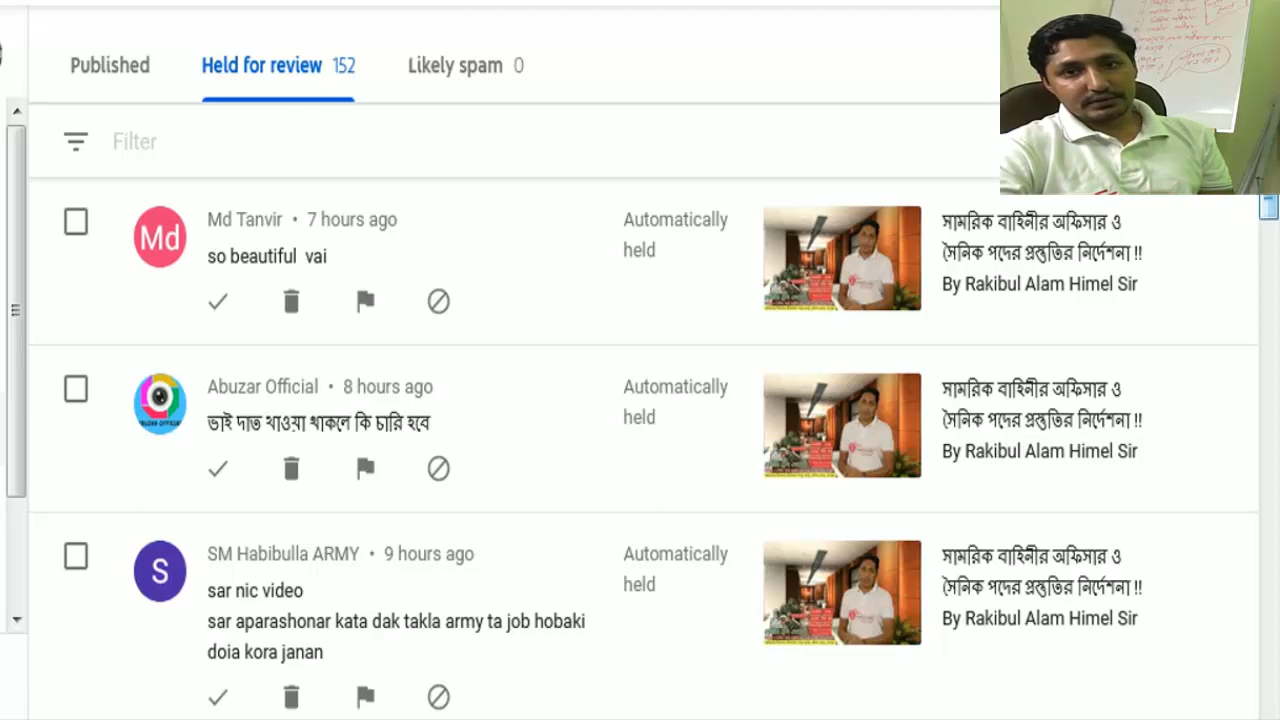 Published Held for review 152 Likely spam 0
Filter
Md
Md Tanvir • 7 hours ago
so beautiful vai
Automatically
held
সামরিক বাহিনীর অফিসার ও
সৈনিক পদের প্রস্তুতির নির্দেশনা !!
By Rakibul Alam Himel Sir
Abuzar Official • 8 hours ago
ভাই দাত খাওয়া থাকলে কি চারি হবে
Automatically
held
সামরিক বাহিনীর অফিসার ও
সৈনিক পদের প্রস্তুতির নির্দেশনা !!
By Rakibul Alam Himel Sir
S
SM Habibulla ARMY • 9 hours ago
sar nic video
sar aparashonar kata dak takla army ta job hobaki
doia kora janan
Automatically
held
সামরিক বাহিনীর অফিসার ও
সৈনিক পদের প্রস্তুতির নির্দেশনা !!
By Rakibul Alam Himel Sir